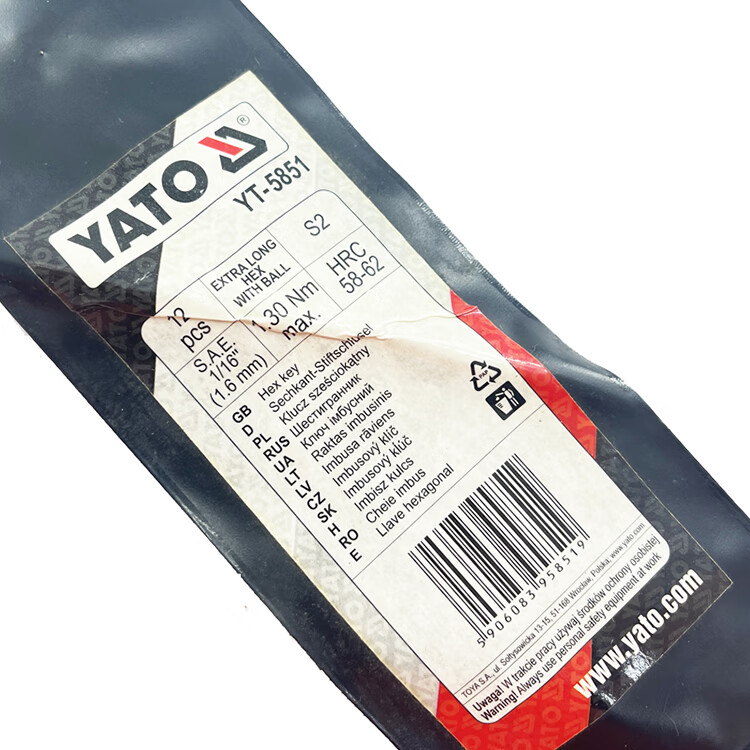 YATO ®
YT-5851
12
pcs
EXTRA LONG
HEX
WITH BALL
S2
S.A.E.
1/16"
(1.6 mm)
1.30 Nm
max.
HRC
58-62
GB Hex key
D Sechkant-Stiftschlüsel
PL Klucz sześciokątny
RUS Шестигранник
UA Ключ імбусний
LT Raktas imbusinis
LV Imbusa rāviens
CZ Imbusový klíč
SK Imbusový kľúč
H Imbisz kulcs
RO Cheie imbus
E Llave hexagonal
5 906083 958519
TOYA S.A., ul. Sołtysowicka 13-15, 51-168 Wrocław, Polska, www.yato.com
Uwaga! W trakcie pracy używaj środków ochrony osobistej
Warning! Always use personal safety equipment at work
www.yato.com